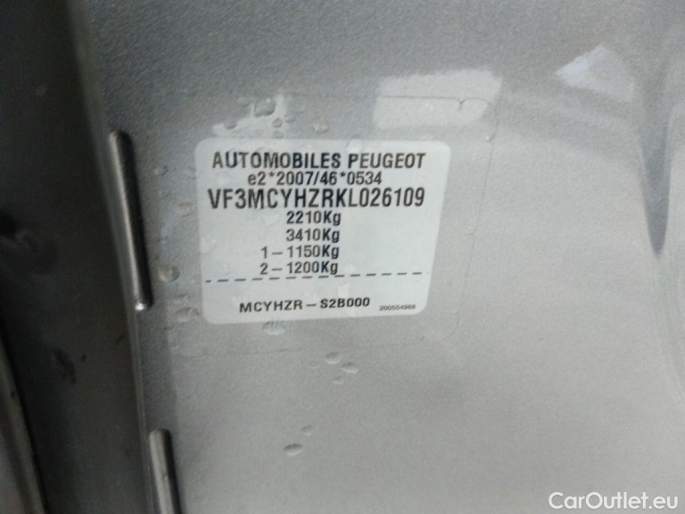 AUTOMOBILES PEUGEOT
e2*2007/46*0534
VF3MCYHZRKL026109
2210Kg
3410Kg
1-1150Kg
2-1200Kg
MCYHZR-S2B000
CarOutlet.eu